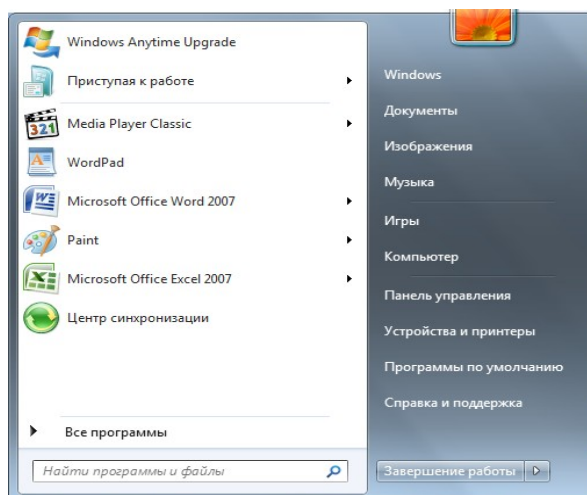 Windows Anytime Upgrade
Приступая к работе
Media Player Classic
WordPad
Microsoft Office Word 2007
Paint
Microsoft Office Excel 2007
Центр синхронизации
Все программы
Найти программы и файлы
Windows
Документы
Изображения
Музыка
Игры
Компьютер
Панель управления
Устройства и принтеры
Программы по умолчанию
Справка и поддержка
Завершение работы
321